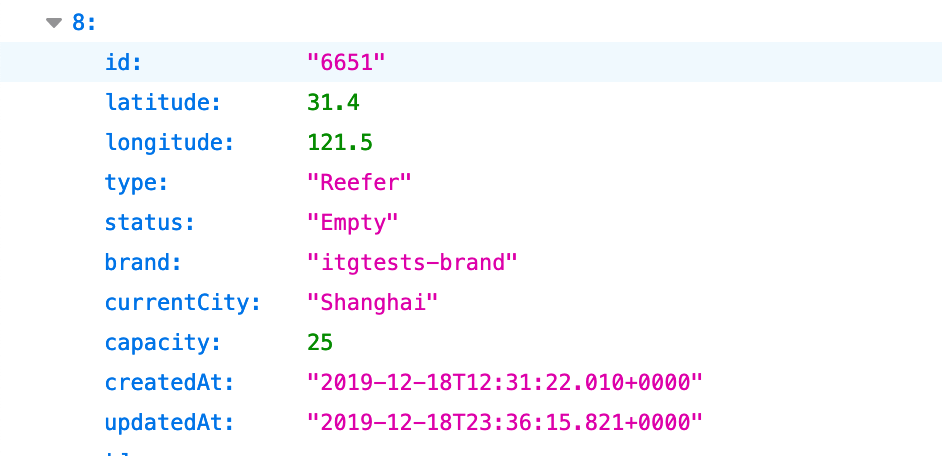 8:
id: "6651"
latitude: 31.4
longitude: 121.5
type: "Reefer"
status: "Empty"
brand: "itgtests-brand"
currentCity: "Shanghai"
capacity: 25
createdAt: "2019-12-18T12:31:22.010+0000"
updatedAt: "2019-12-18T23:36:15.821+0000"